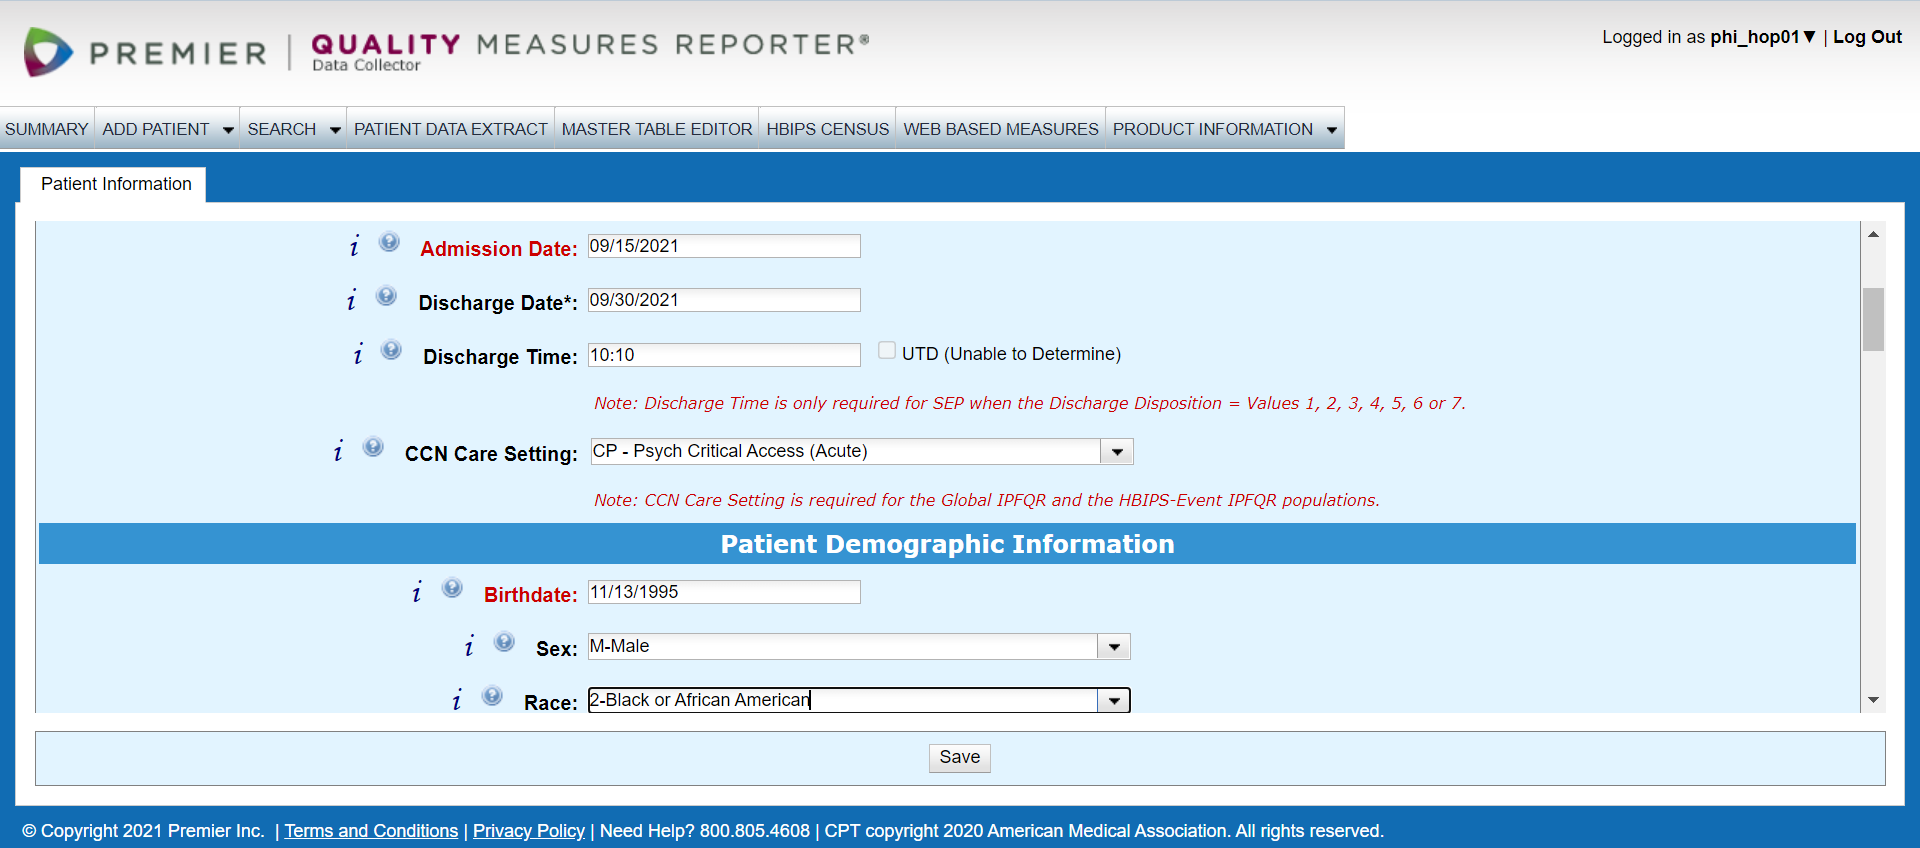 PREMIER | QUALITY MEASURES REPORTER®
Data Collector
Logged in as phi_hop01▼ | Log Out
SUMMARY ADD PATIENT SEARCH PATIENT DATA EXTRACT MASTER TABLE EDITOR HBIPS CENSUS WEB BASED MEASURES PRODUCT INFORMATION
Patient Information
i ? Admission Date: 09/15/2021
i ? Discharge Date*: 09/30/2021
i ? Discharge Time: 10:10 UTD (Unable to Determine)
Note: Discharge Time is only required for SEP when the Discharge Disposition = Values 1, 2, 3, 4, 5, 6 or 7.
i ? CCN Care Setting: CP - Psych Critical Access (Acute)
Note: CCN Care Setting is required for the Global IPFQR and the HBIPS-Event IPFQR populations.
Patient Demographic Information
i ? Birthdate: 11/13/1995
i ? Sex: M-Male
i ? Race: 2-Black or African American
Save
© Copyright 2021 Premier Inc. | Terms and Conditions | Privacy Policy | Need Help? 800.805.4608 | CPT copyright 2020 American Medical Association. All rights reserved.